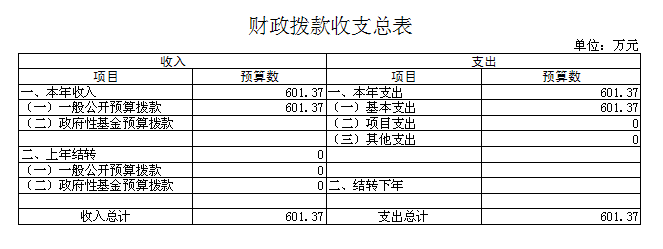 财政拨款收支总表
单位：万元
收入 支出
项目 预算数 项目 预算数
一、本年收入 601.37 一、本年支出 601.37
（一）一般公开预算拨款 601.37 （一）基本支出 601.37
（二）政府性基金预算拨款 （二）项目支出 0
（三）其他支出 0
二、上年结转 0
（一）一般公开预算拨款 0
（二）政府性基金预算拨款 0 二、结转下年
收入总计 601.37 支出总计 601.37